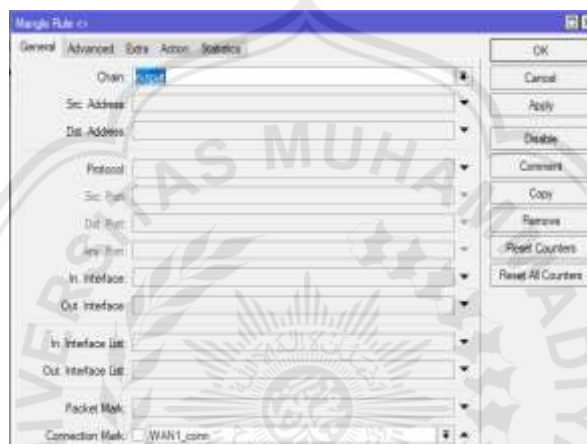 Mangle Rule <>
General Advanced Extra Action Statistics
Chain: output
Src. Address:
Dst. Address:
Protocol:
Src. Port:
Dst. Port:
Any. Port:
In. Interface:
Out. Interface:
In. Interface List:
Out. Interface List:
Packet Mark:
Connection Mark: WAN1_conn
OK
Cancel
Apply
Disable
Comment
Copy
Remove
Reset Counters
Reset All Counters